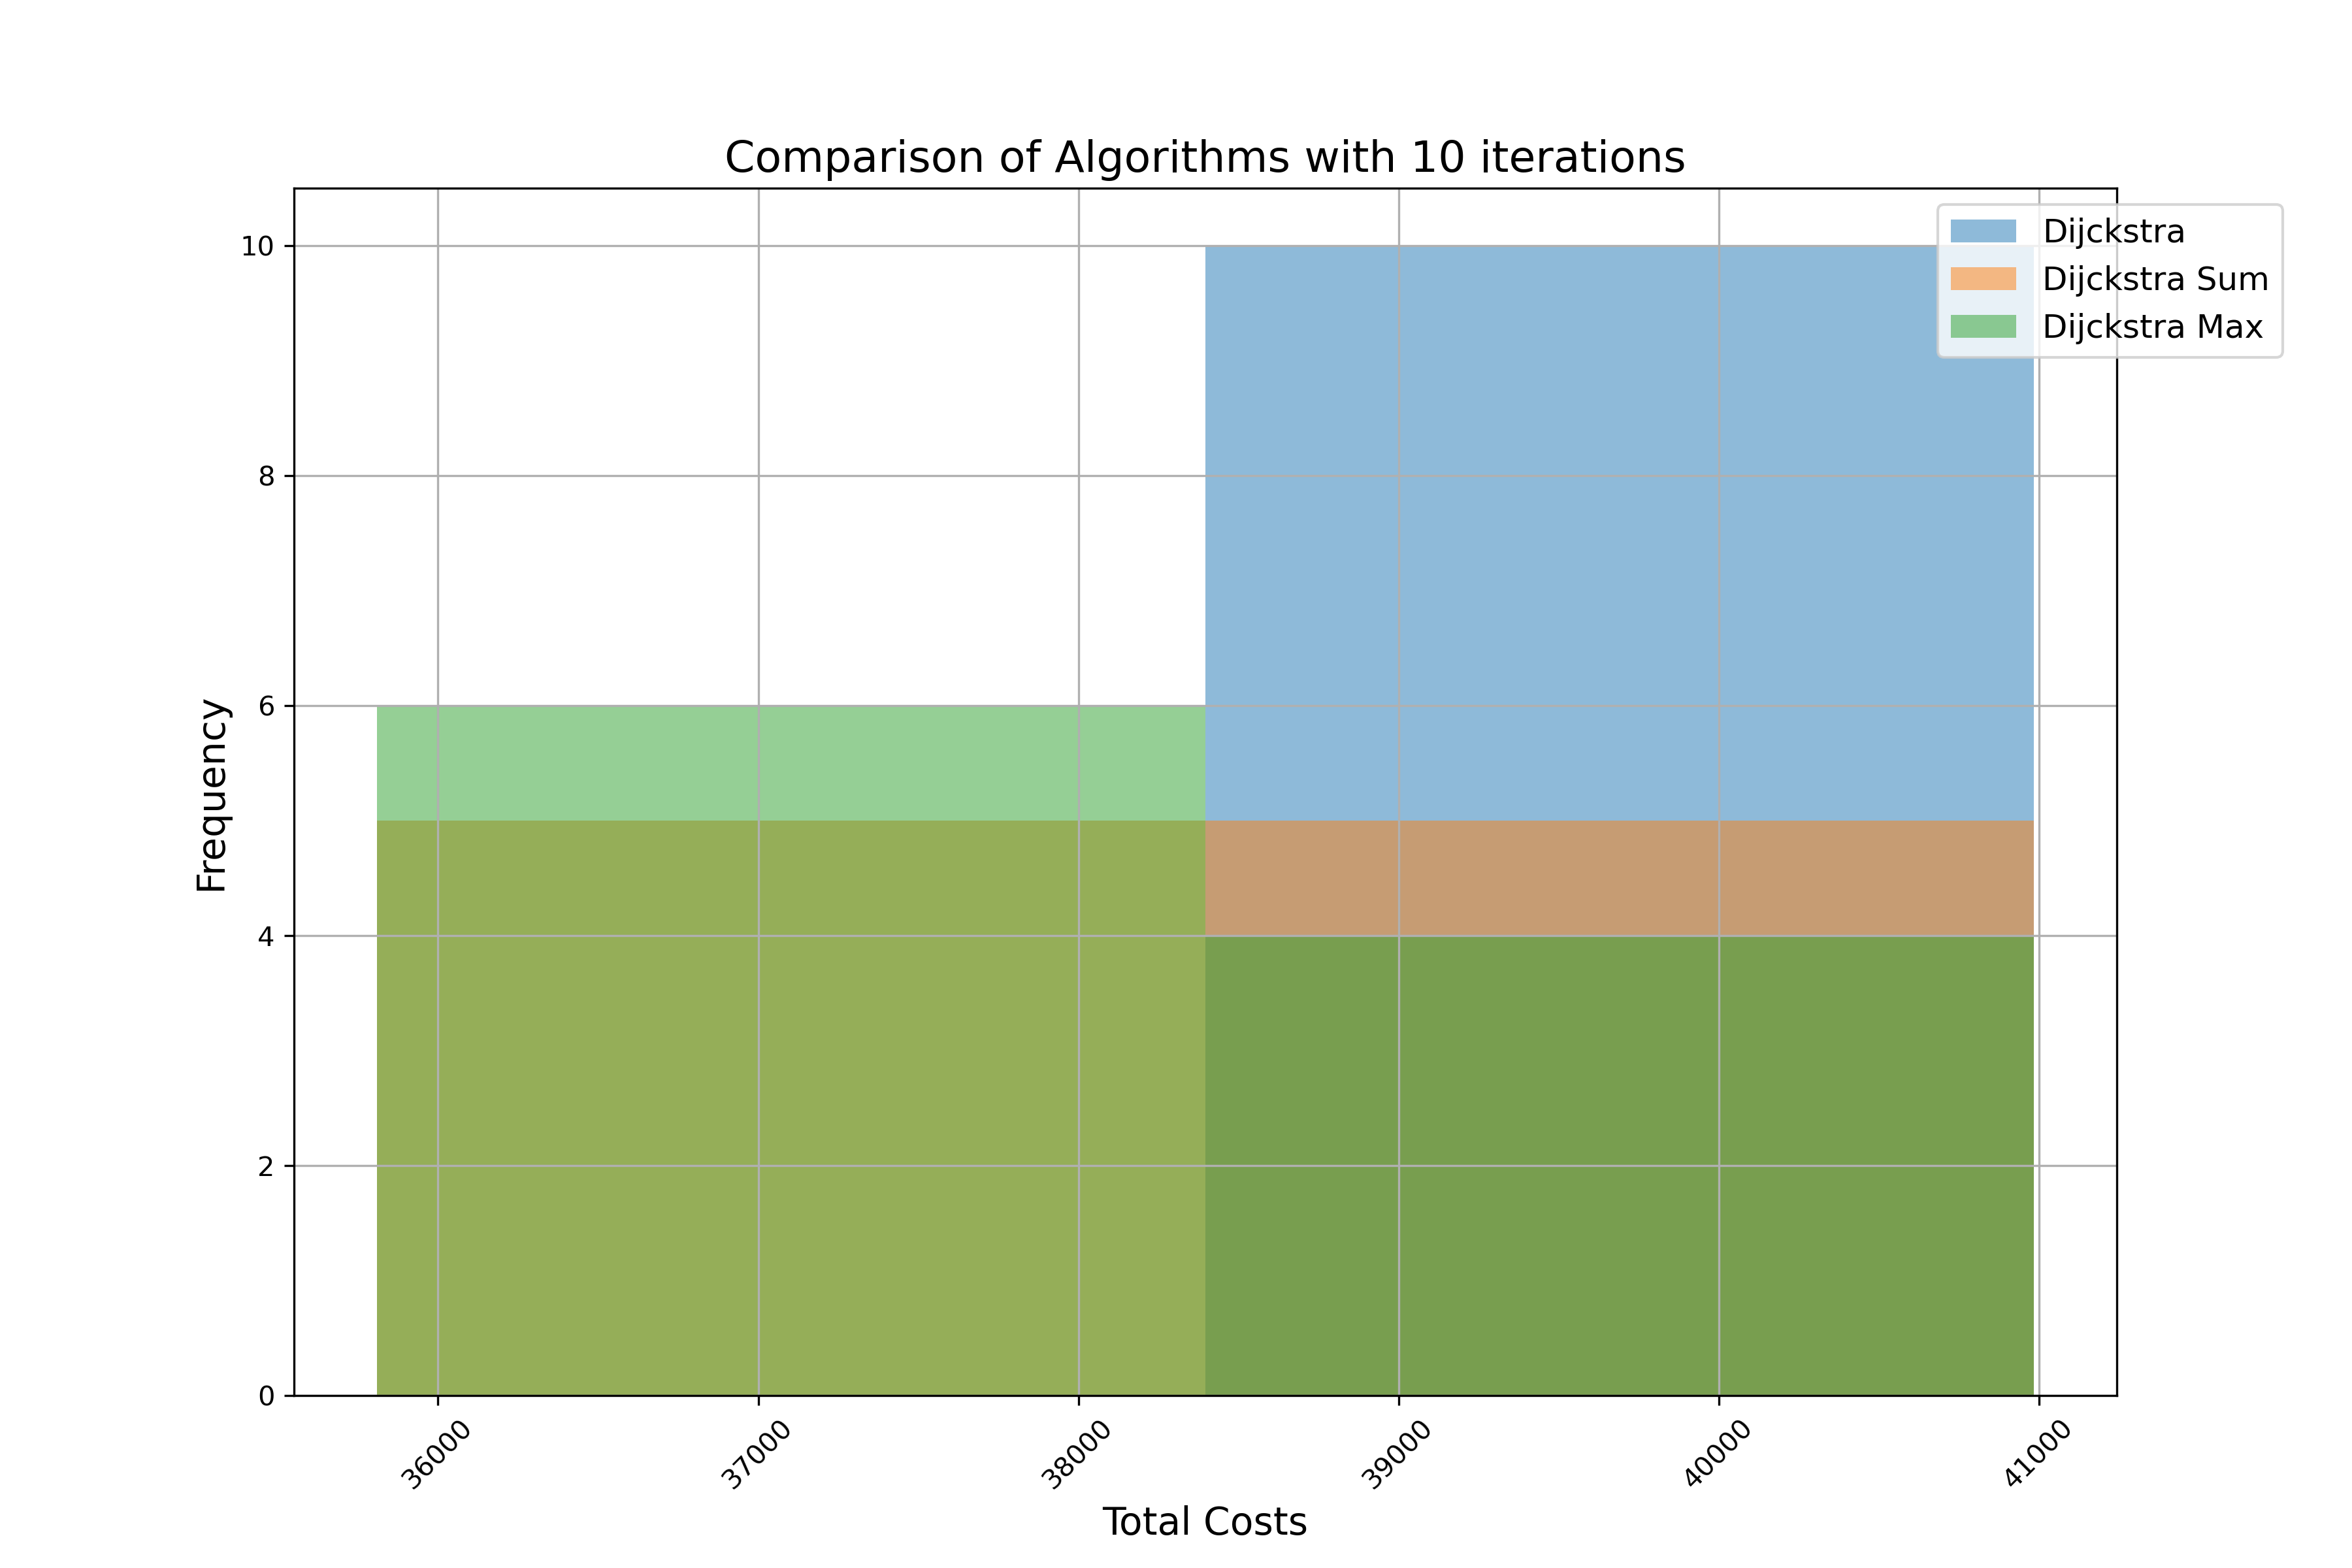 Comparison of Algorithms with 10 iterations
Dijckstra
Dijckstra Sum
Dijckstra Max
10
8
6
4
2
0
Frequency
36000
37000
38000
39000
40000
41000
Total Costs